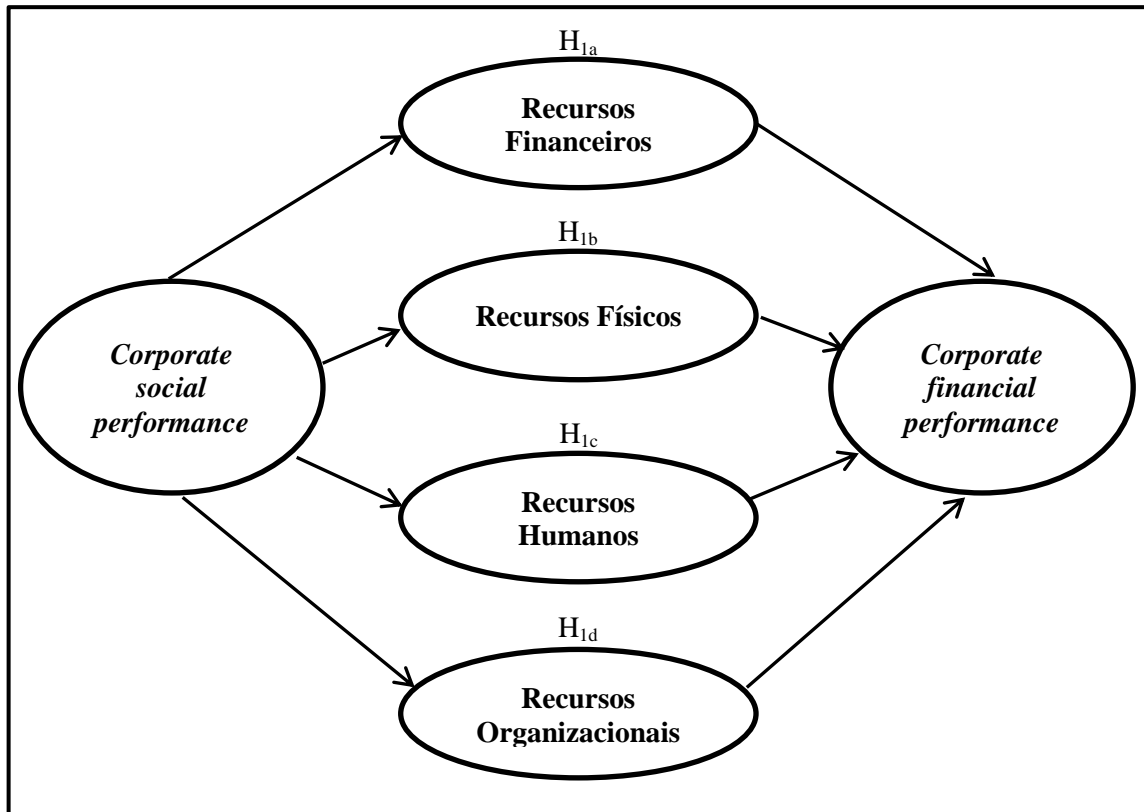 H1a
Recursos
Financeiros
H1b
Recursos Físicos
Corporate
social
performance
Corporate
financial
performance
H1c
Recursos
Humanos
H1d
Recursos
Organizacionais